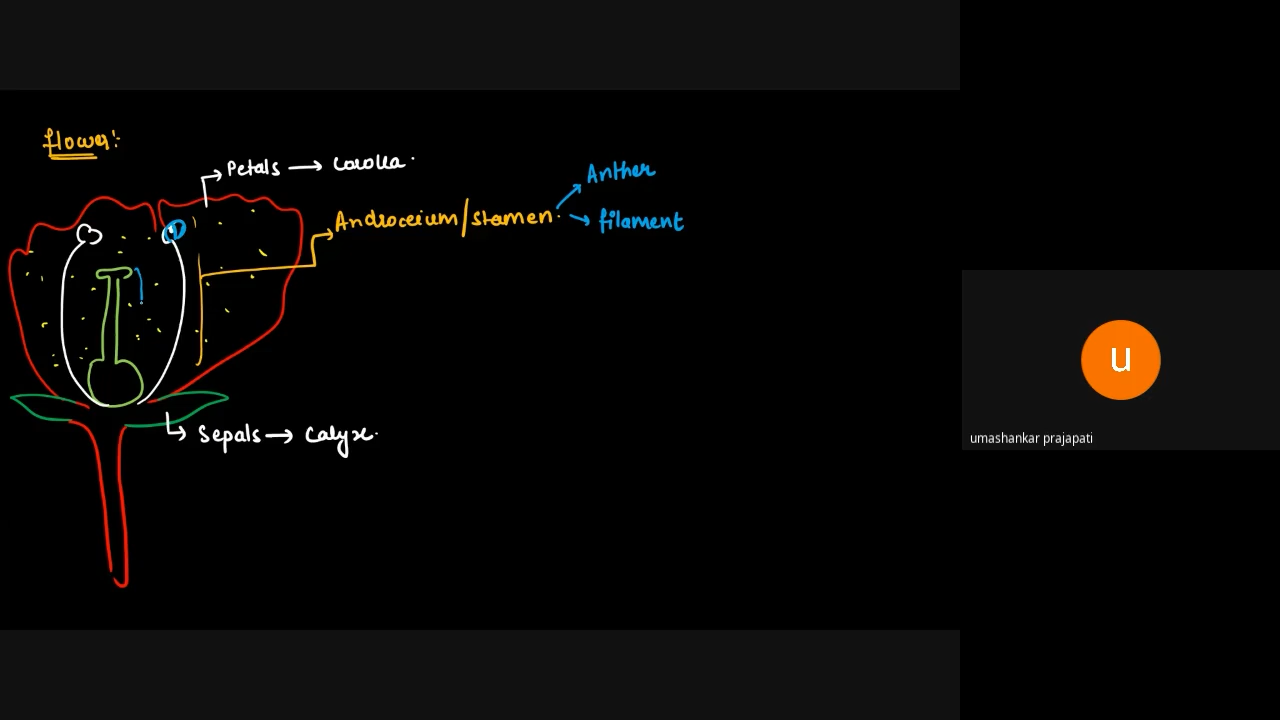 flower:
Petals → Corolla.
Anther
Androecium/stamen.
filament
Sepals → Calyx.
U
umashankar prajapati